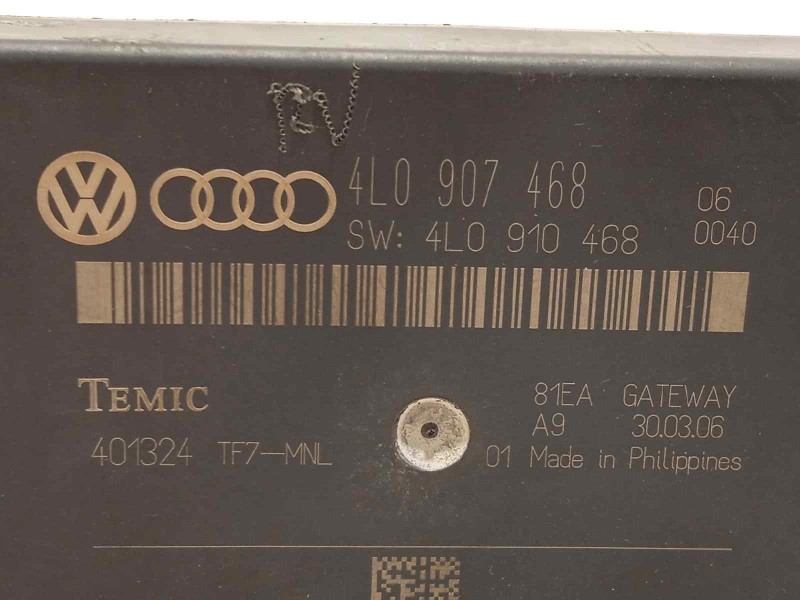 4L0 907 468 06
SW: 4L0 910 468 0040
TEMIC
81EA GATEWAY
A9 30.03.06
401324 TF7-MNL
01 Made in Philippines